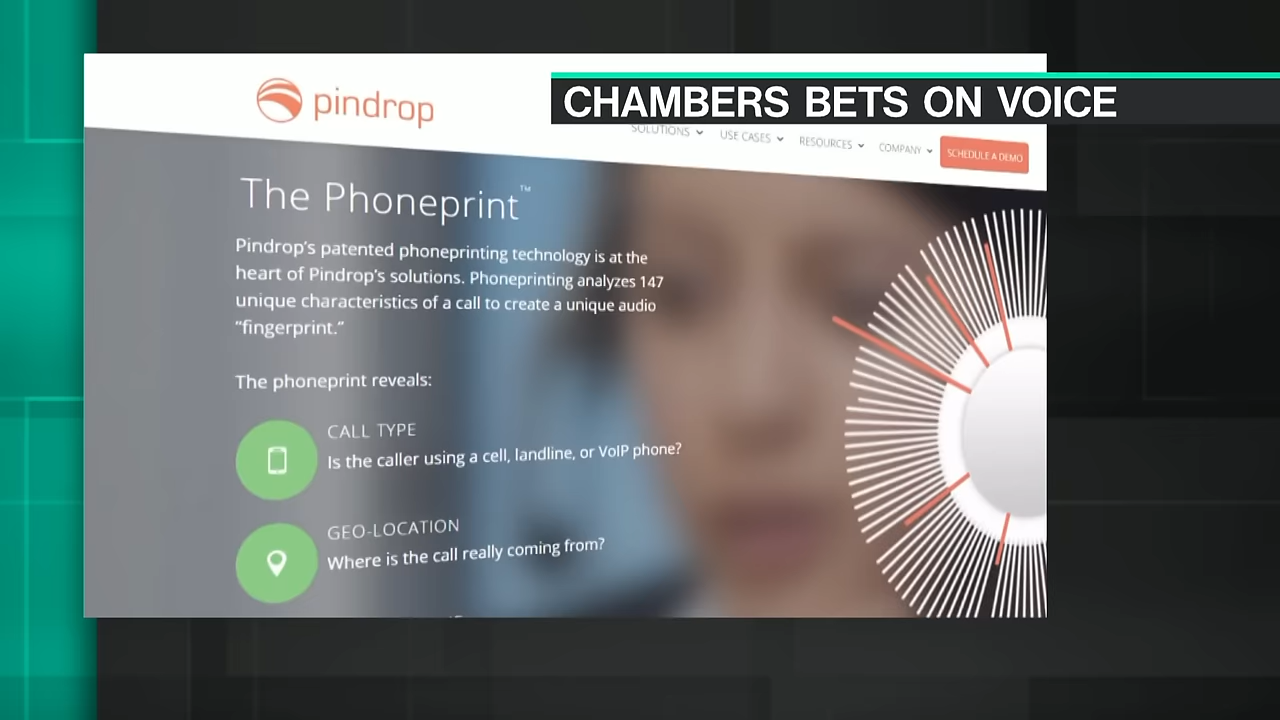 CHAMBERS BETS ON VOICE
pindrop
SOLUTIONS
USE CASES
RESOURCES
COMPANY
SCHEDULE A DEMO
The Phoneprint™
Pindrop's patented phoneprinting technology is at the
heart of Pindrop's solutions. Phoneprinting analyzes 147
unique characteristics of a call to create a unique audio
"fingerprint."
The phoneprint reveals:
CALL TYPE
Is the caller using a cell, landline, or VoIP phone?
GEO-LOCATION
Where is the call really coming from?